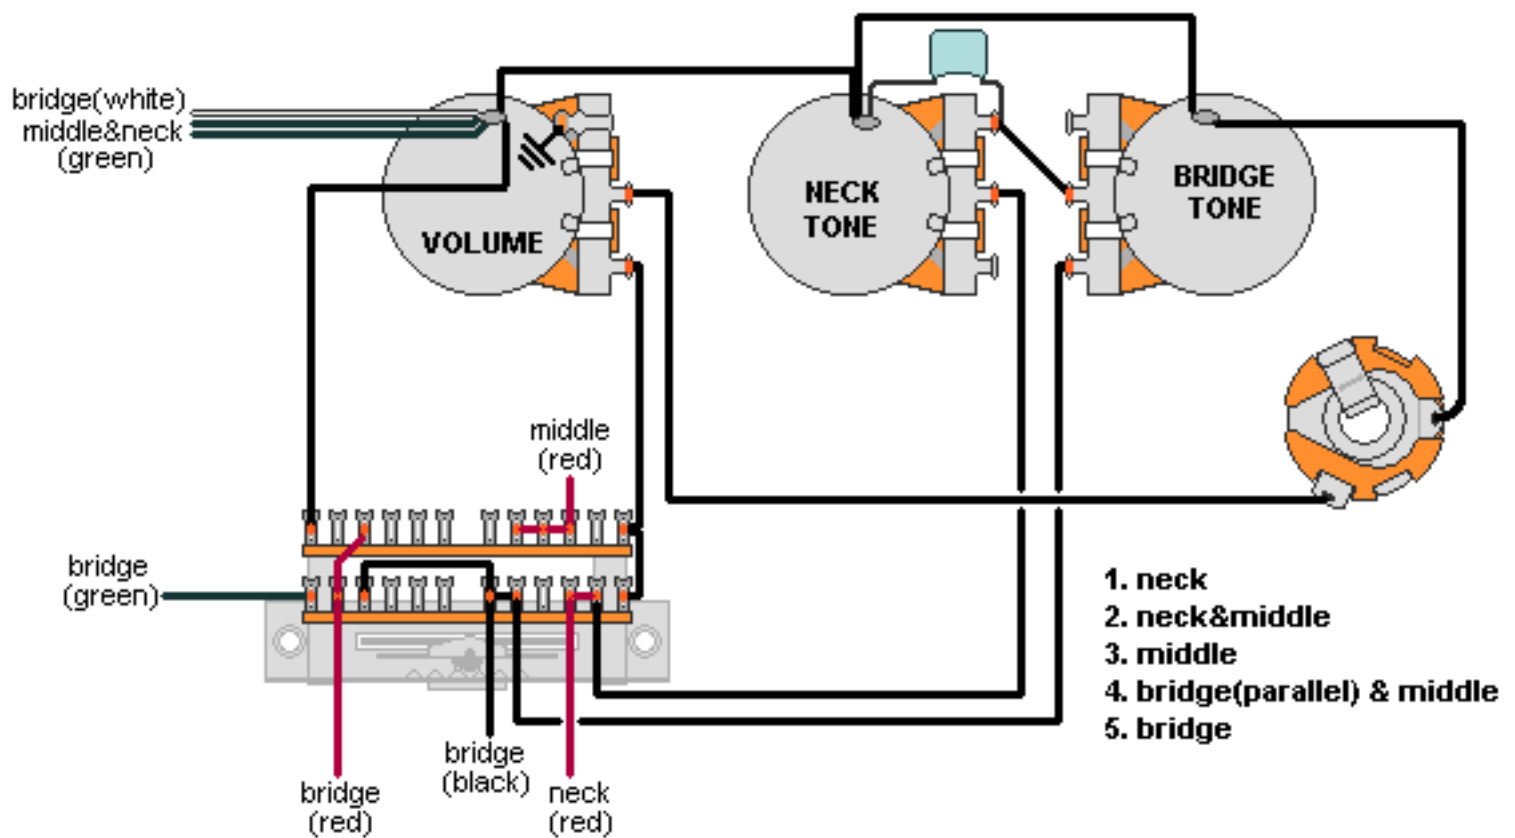 bridge(white)
middle&neck
(green)
VOLUME
NECK
TONE
BRIDGE
TONE
middle
(red)
bridge
(green)
1. neck
2. neck&middle
3. middle
4. bridge(parallel) & middle
5. bridge
bridge
(black)
bridge
(red)
neck
(red)